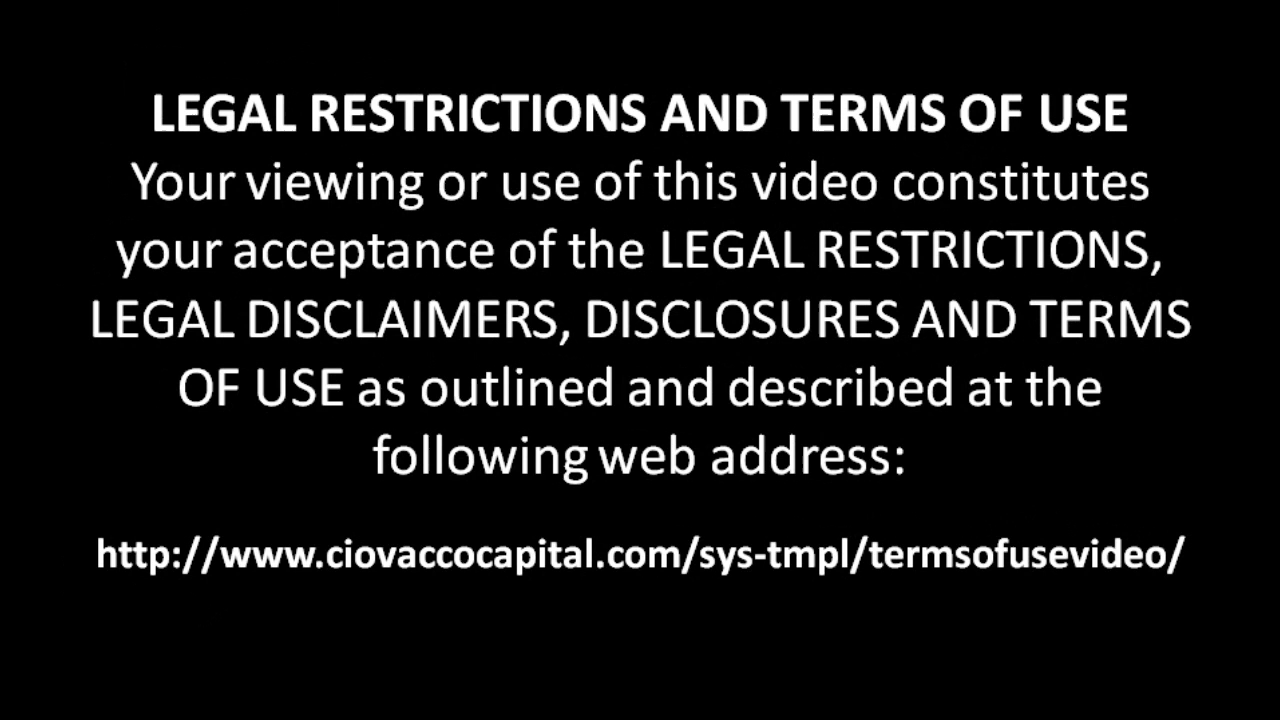 LEGAL RESTRICTIONS AND TERMS OF USE
Your viewing or use of this video constitutes
your acceptance of the LEGAL RESTRICTIONS,
LEGAL DISCLAIMERS, DISCLOSURES AND TERMS
OF USE as outlined and described at the
following web address:
http://www.ciovaccocapital.com/sys-tmpl/termsofusevideo/